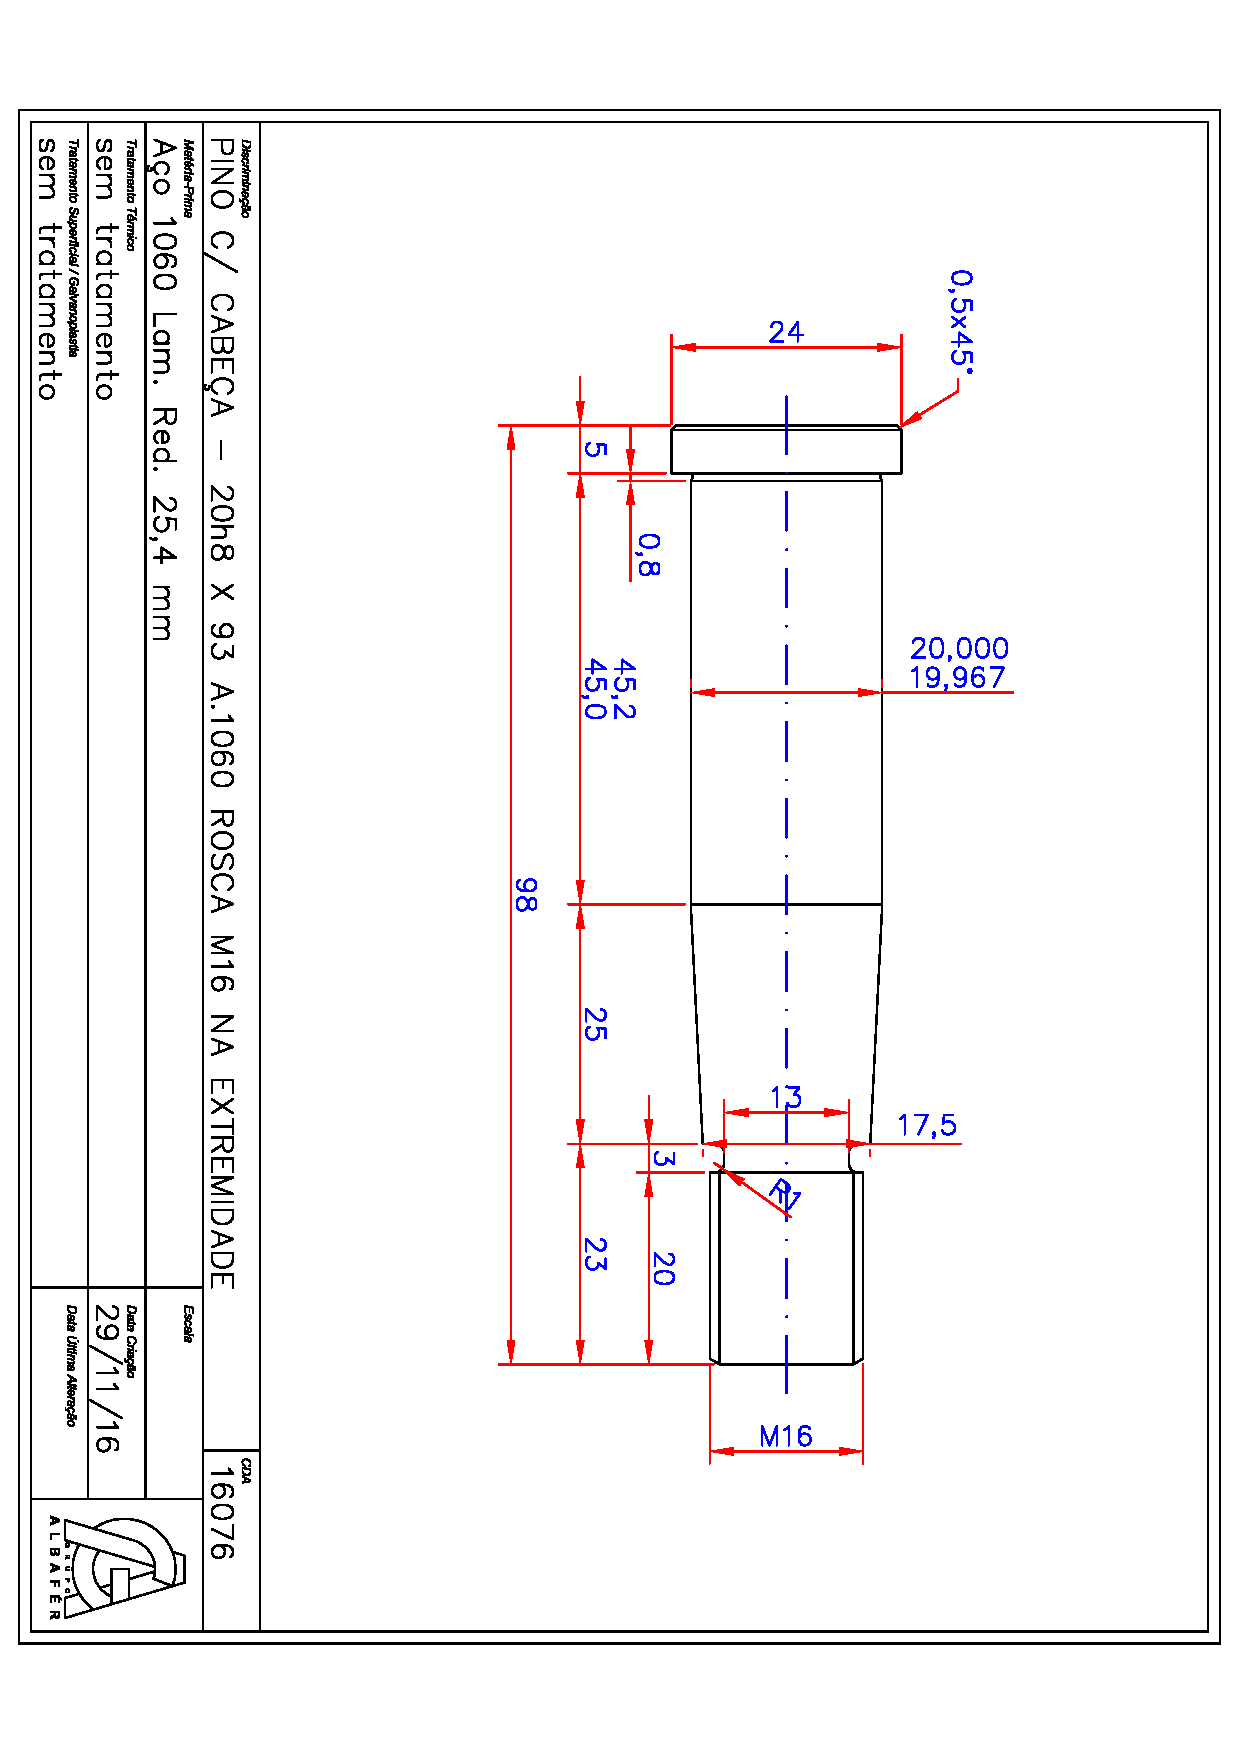 0,5x45°
24
5
0,8
20,000
19,967
45,2
45,0
98
25
13
17,5
3
R1
23
20
M16
Discriminação
PINO C/ CABEÇA - 20h8 X 93 A.1060 ROSCA M16 NA EXTREMIDADE
CDA
16076
Matéria-Prima
Aço 1060 Lam. Red. 25,4 mm
Escala
Tratamento Térmico
sem tratamento
Data Criação
29/11/16
Tratamento Superficial / Galvanoplastia
sem tratamento
Data Última Alteração
GRUPO
ALBAFÉR